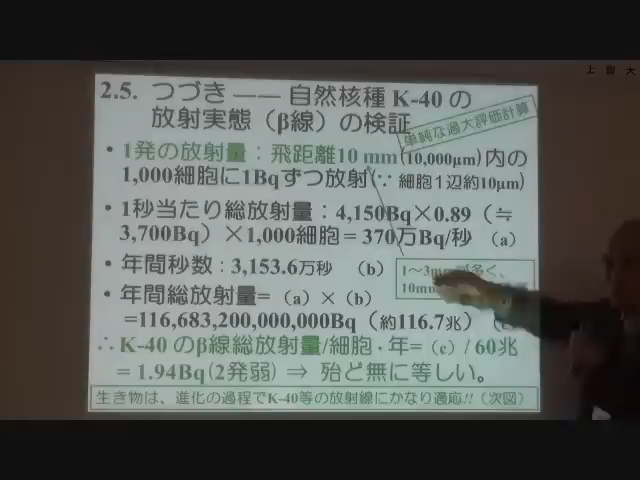 上 田 大
2.5. つづき ―― 自然核種 K-40 の
放射実態（β線）の検証
単純な過大評価計算
・1発の放射量：飛距離10 mm(10,000μm)内の
1,000細胞に1Bqずつ放射(∵ 細胞1辺約10μm)
・1秒当たり総放射量：4,150Bq×0.89（≒
3,700Bq）×1,000細胞＝370万Bq/秒 （a）
1～3mmが多く、
10mm
・年間秒数：3,153.6万秒 （b）
・年間総放射量＝（a）×（b）
=116,683,200,000,000Bq（約116.7兆）
∴K-40 のβ線総放射量/細胞・年=（c）/ 60兆
= 1.94Bq(2発弱) ⇒ 殆ど無に等しい。
生き物は、進化の過程でK-40等の放射線にかなり適応!!（次図）